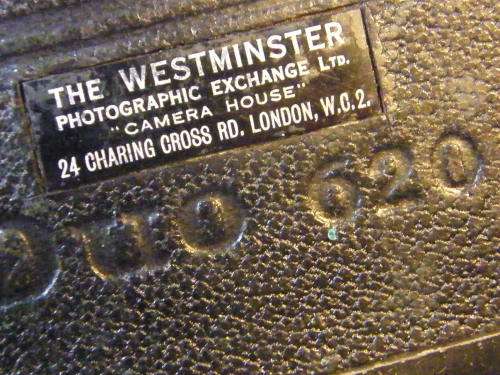 THE WESTMINSTER
PHOTOGRAPHIC EXCHANGE LTD.
"CAMERA HOUSE"
24 CHARING CROSS RD. LONDON, W.C.2.
Duo 620